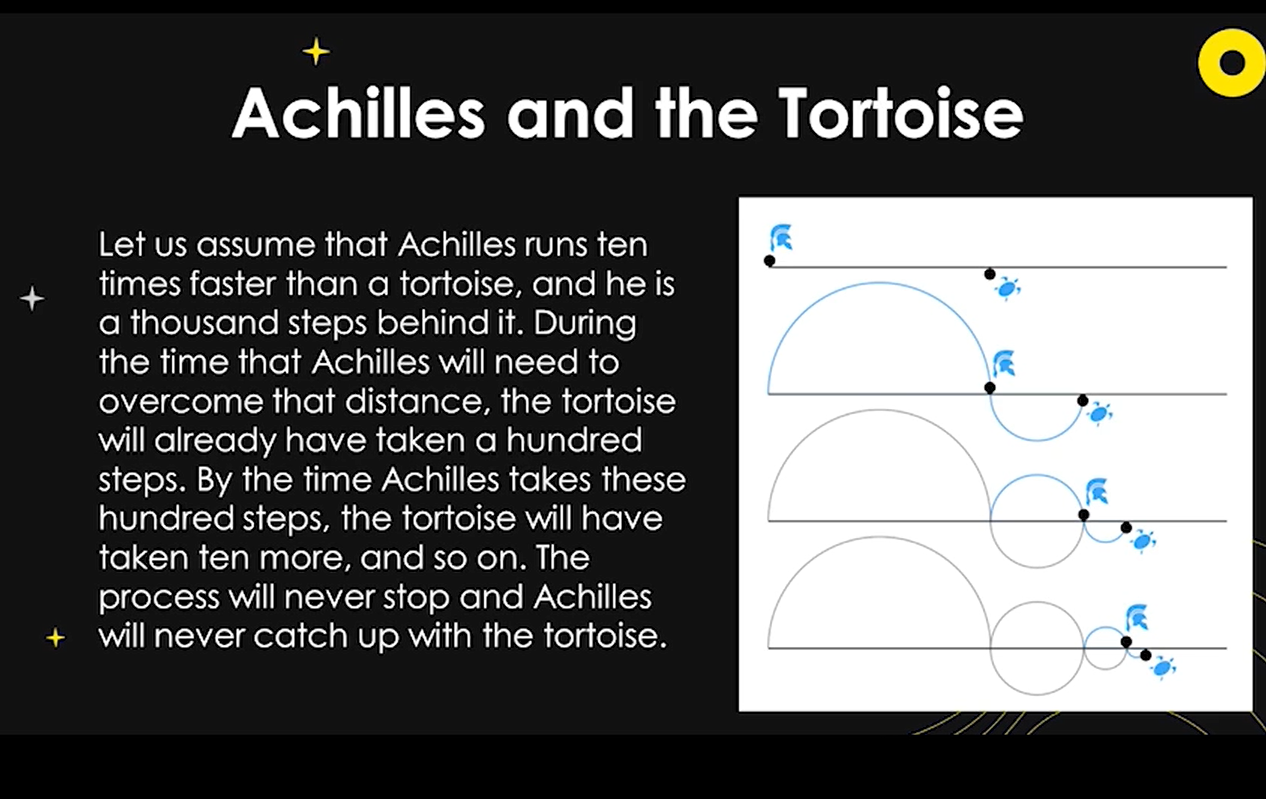 Achilles and the Tortoise
Let us assume that Achilles runs ten
times faster than a tortoise, and he is
a thousand steps behind it. During
the time that Achilles will need to
overcome that distance, the tortoise
will already have taken a hundred
steps. By the time Achilles takes these
hundred steps, the tortoise will have
taken ten more, and so on. The
process will never stop and Achilles
will never catch up with the tortoise.